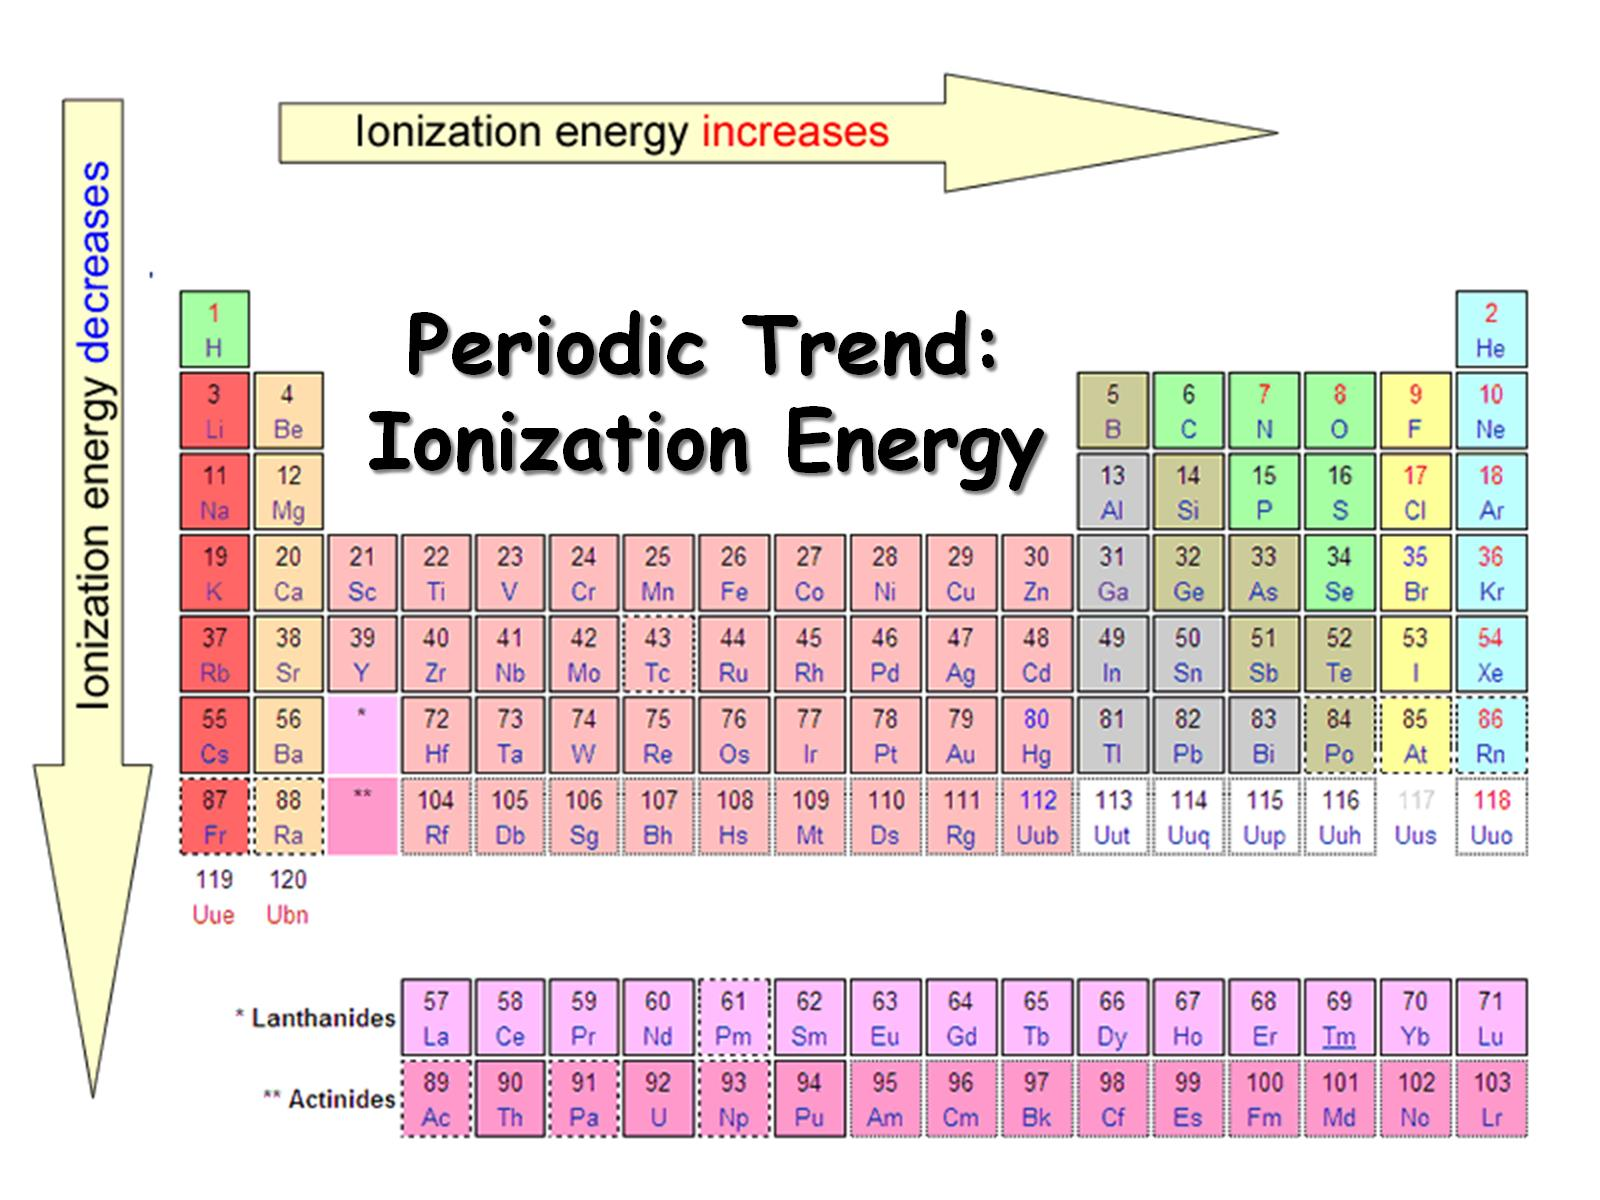 Ionization energy increases
Ionization energy decreases
Periodic Trend:
Ionization Energy
1 2
H He
3 4 5 6 7 8 9 10
Li Be B C N O F Ne
11 12 13 14 15 16 17 18
Na Mg Al Si P S Cl Ar
19 20 21 22 23 24 25 26 27 28 29 30 31 32 33 34 35 36
K Ca Sc Ti V Cr Mn Fe Co Ni Cu Zn Ga Ge As Se Br Kr
37 38 39 40 41 42 43 44 45 46 47 48 49 50 51 52 53 54
Rb Sr Y Zr Nb Mo Tc Ru Rh Pd Ag Cd In Sn Sb Te I Xe
55 56 * 72 73 74 75 76 77 78 79 80 81 82 83 84 85 86
Cs Ba Hf Ta W Re Os Ir Pt Au Hg Tl Pb Bi Po At Rn
87 88 ** 104 105 106 107 108 109 110 111 112 113 114 115 116 117 118
Fr Ra Rf Db Sg Bh Hs Mt Ds Rg Uub Uut Uuq Uup Uuh Uus Uuo
119 120
Uue Ubn
* Lanthanides
57 58 59 60 61 62 63 64 65 66 67 68 69 70 71
La Ce Pr Nd Pm Sm Eu Gd Tb Dy Ho Er Tm Yb Lu
** Actinides
89 90 91 92 93 94 95 96 97 98 99 100 101 102 103
Ac Th Pa U Np Pu Am Cm Bk Cf Es Fm Md No Lr